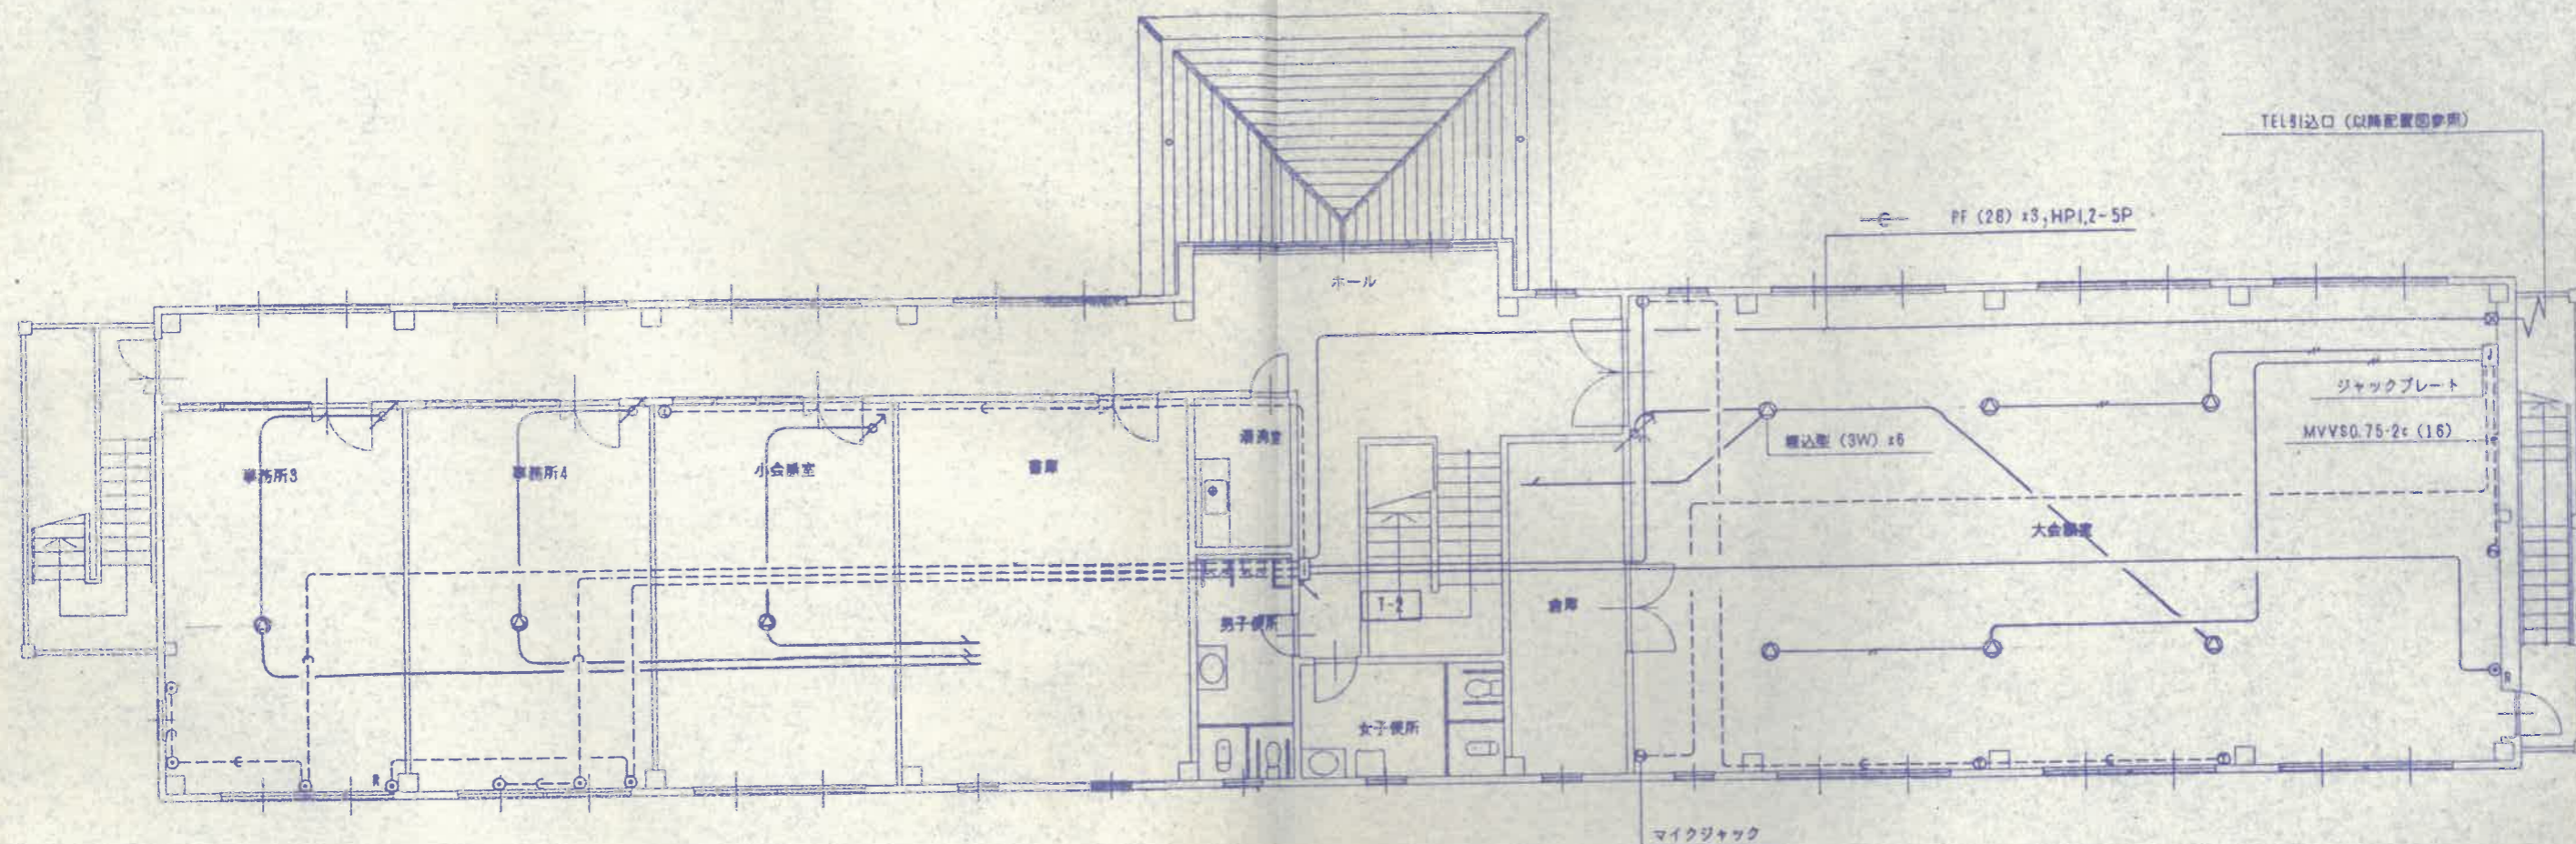 TEL引込口 (以降配置図参照)
PF (28) x3,HP1.2-5P
ホール
ジャックプレート
MVVS0.75-2c (16)
埋込型 (3W) x6
事務所3
事務所4
小会議室
書庫
湯沸室
大会議室
T-2
倉庫
男子便所
女子便所
R
R
J
マイクジャック